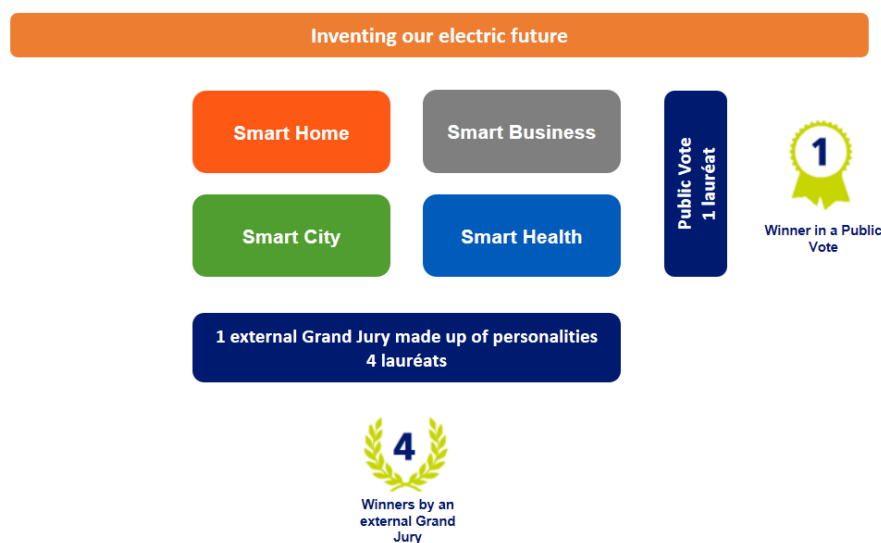 Inventing our electric future
Smart Home
Smart Business
Smart City
Smart Health
Public Vote
1 lauréat
1
Winner in a Public
Vote
1 external Grand Jury made up of personalities
4 lauréats
4
Winners by an
external Grand
Jury